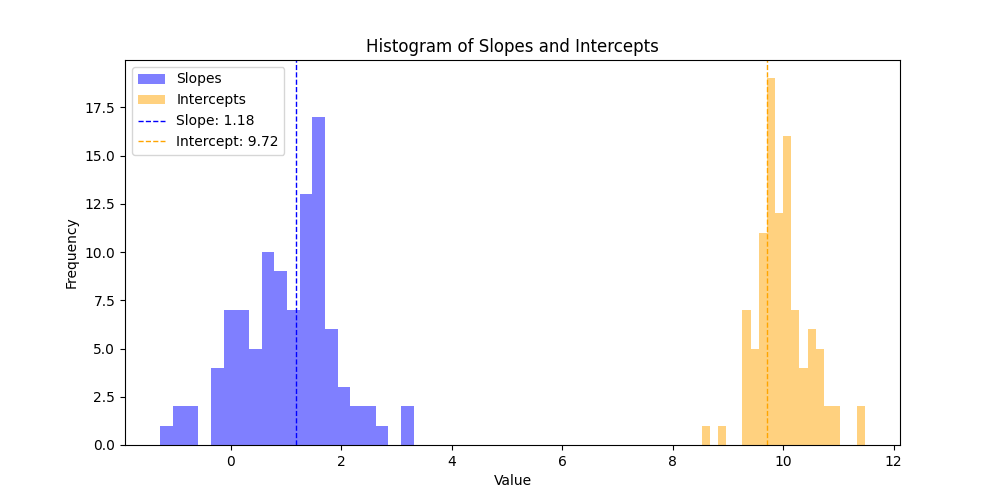 Histogram of Slopes and Intercepts
Slopes
Intercepts
Slope: 1.18
Intercept: 9.72
17.5
15.0
12.5
10.0
7.5
5.0
2.5
0.0
Frequency
0 2 4 6 8 10 12
Value